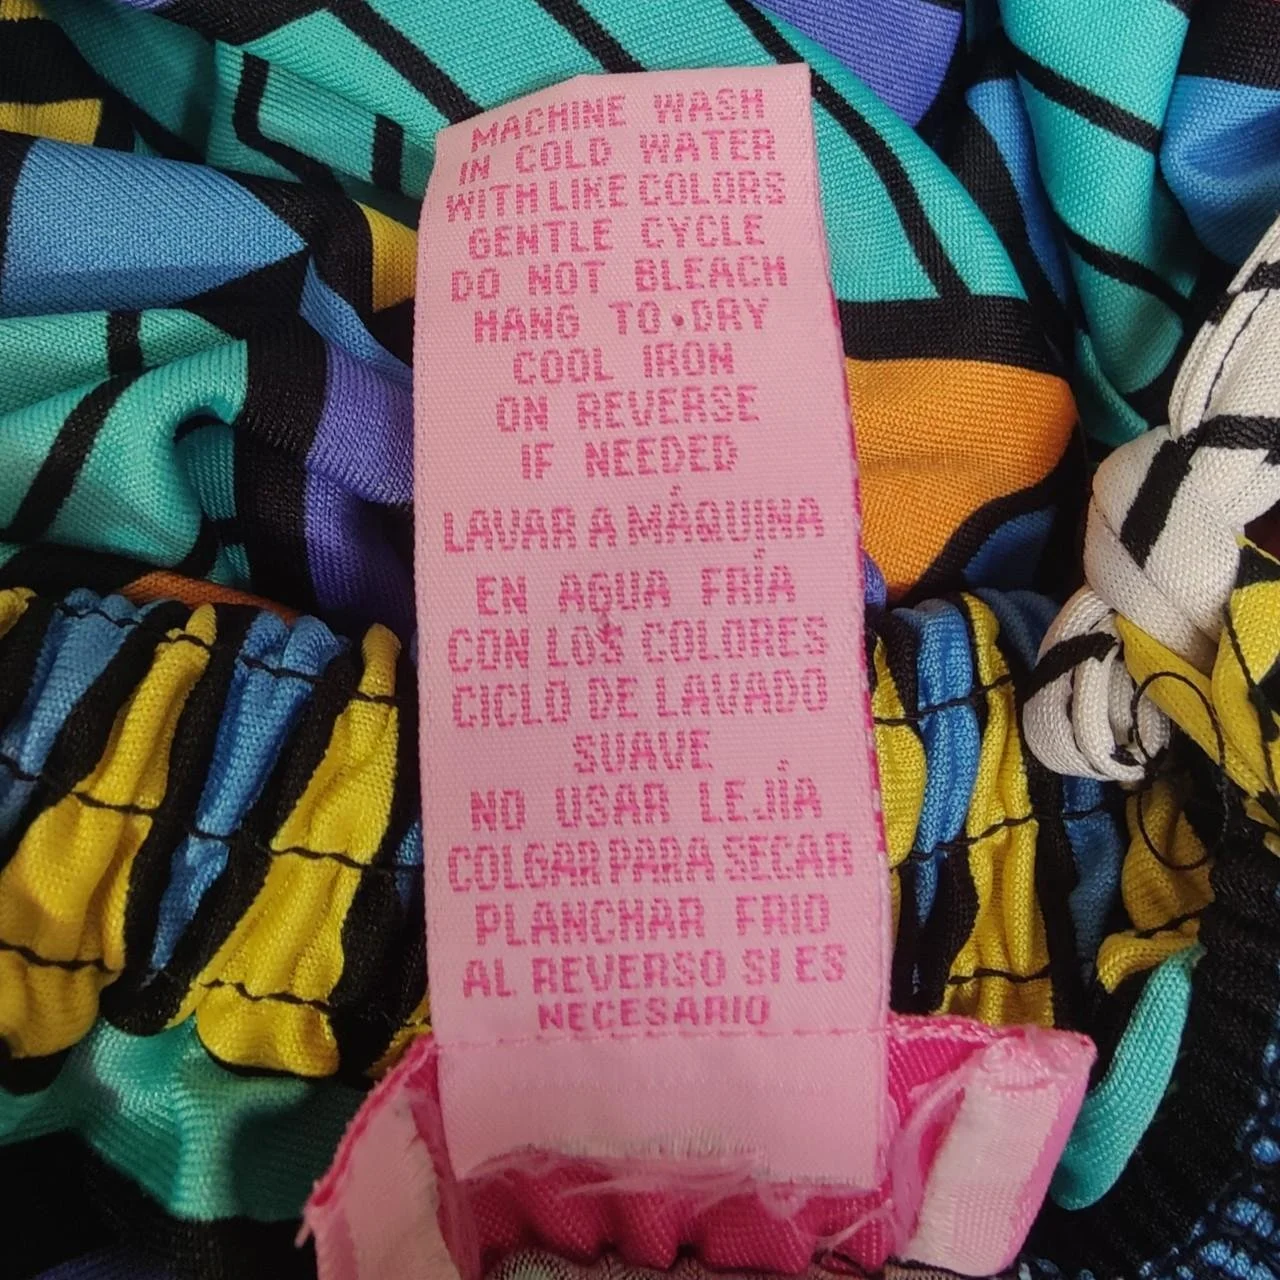 MACHINE WASH
IN COLD WATER
WITH LIKE COLORS
GENTLE CYCLE
DO NOT BLEACH
HANG TO•DRY
COOL IRON
ON REVERSE
IF NEEDED
LAVAR A MÁQUINA
EN AGUA FRÍA
CON LOS COLORES
CICLO DE LAVADO
SUAVE
NO USAR LEJÍA
COLGAR PARA SECAR
PLANCHAR FRIO
AL REVERSO SI ES
NECESARIO